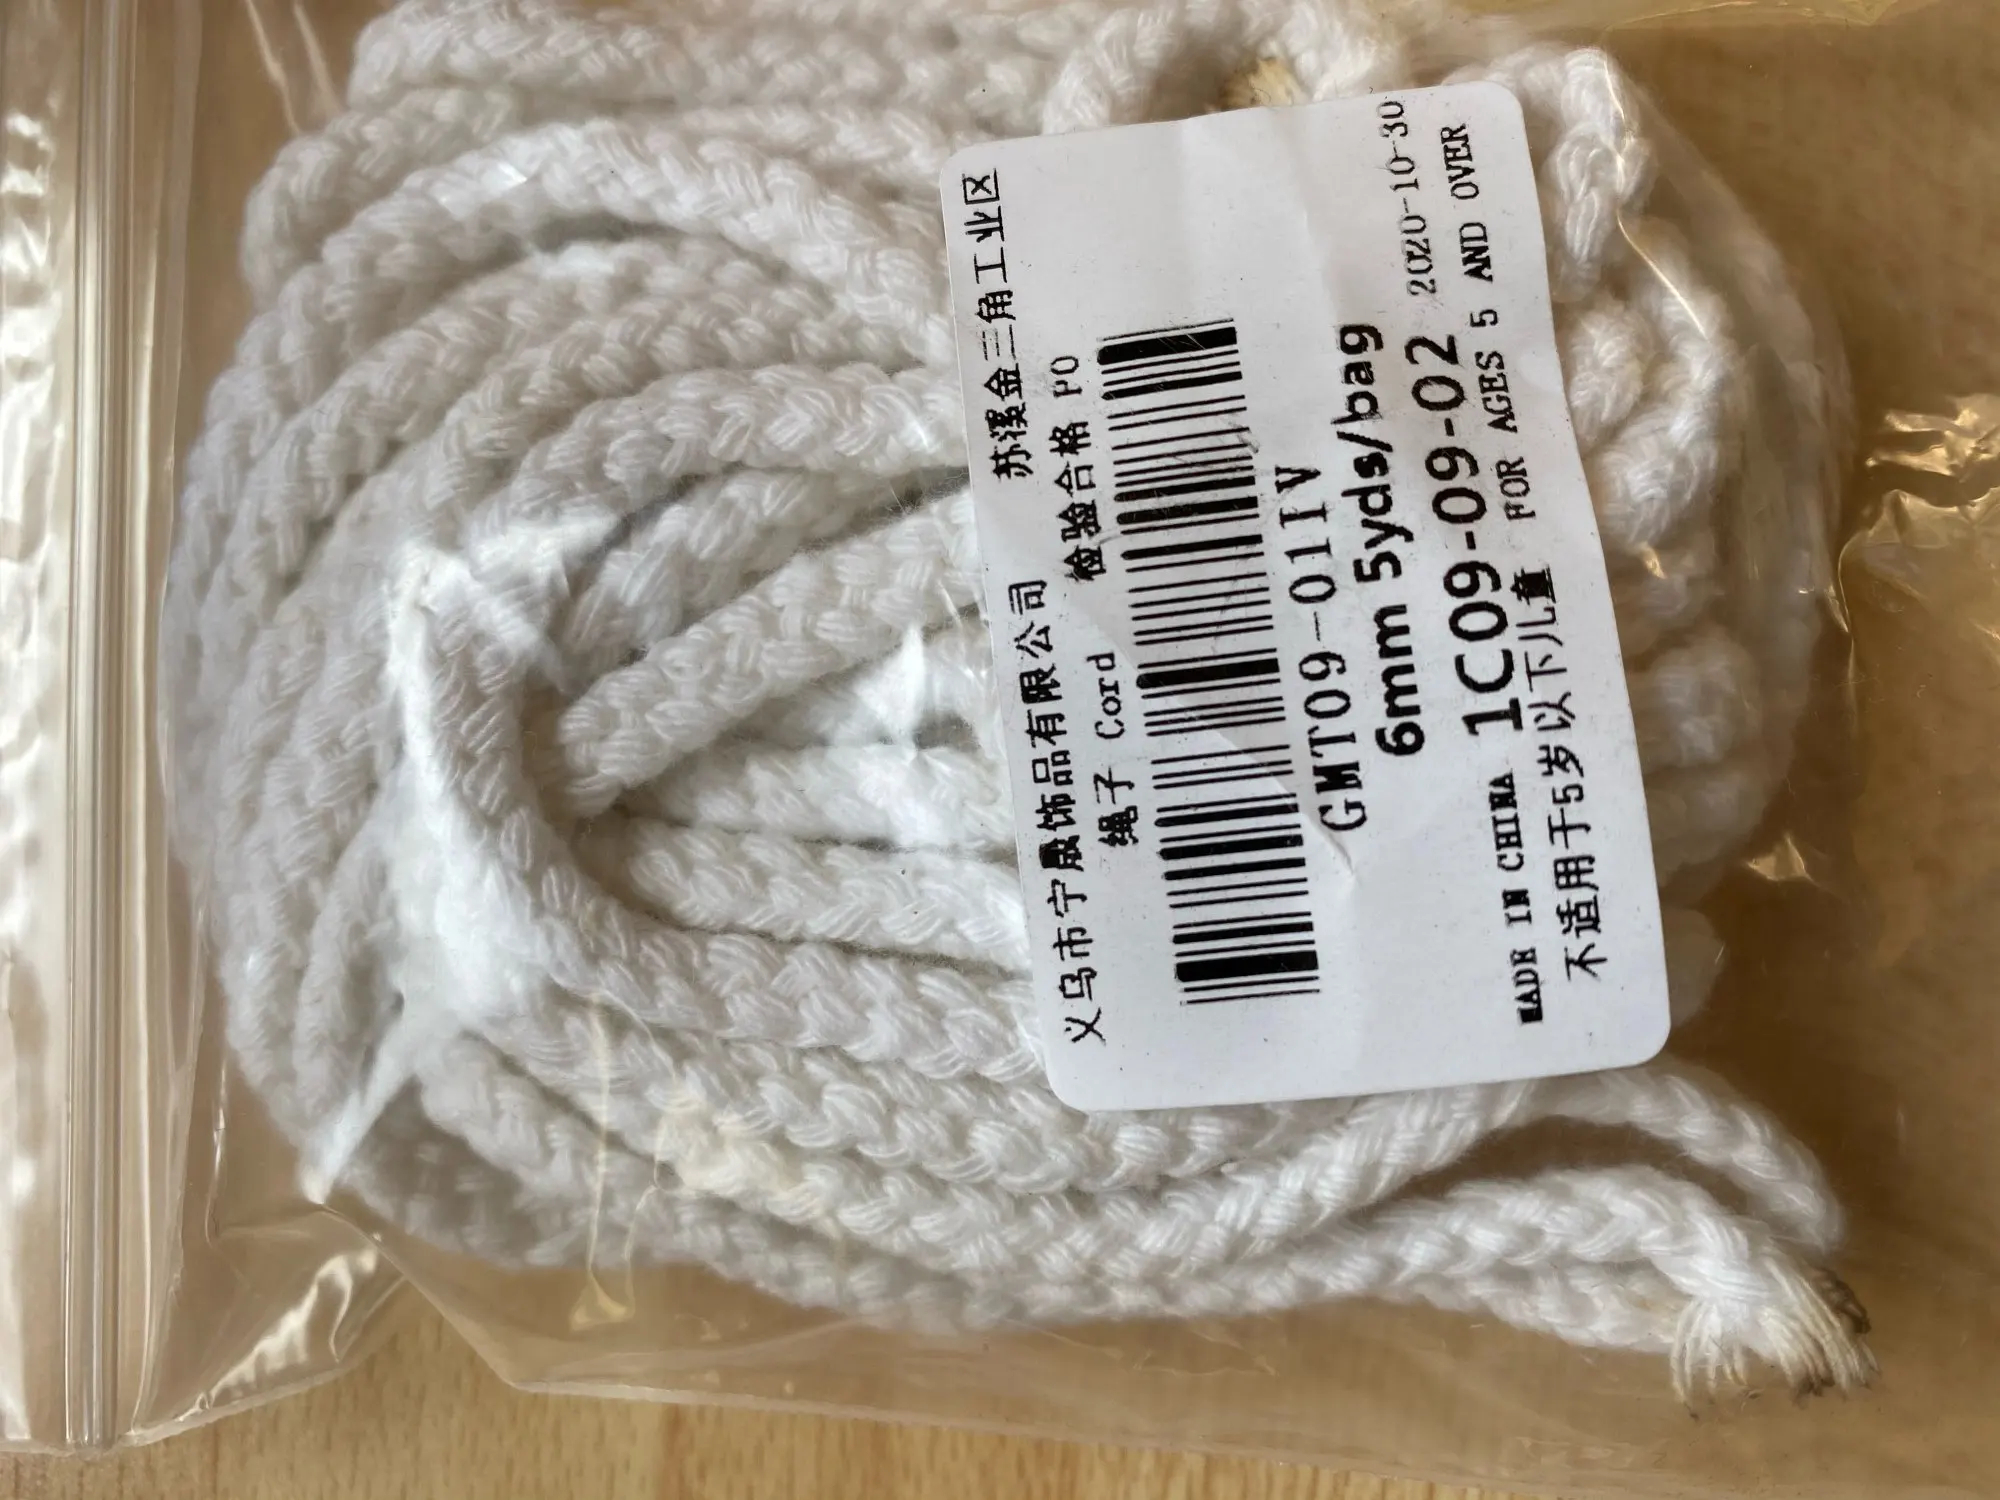 义乌市宁晟饰品有限公司 苏溪金三角工业区
绳子 Cord 检验合格 P0
GMT09-01IV
6mm 5yds/bag
1C09-09-02 2020-10-30
MADE IN CHINA FOR AGES 5 AND OVER
不适用于5岁以下儿童